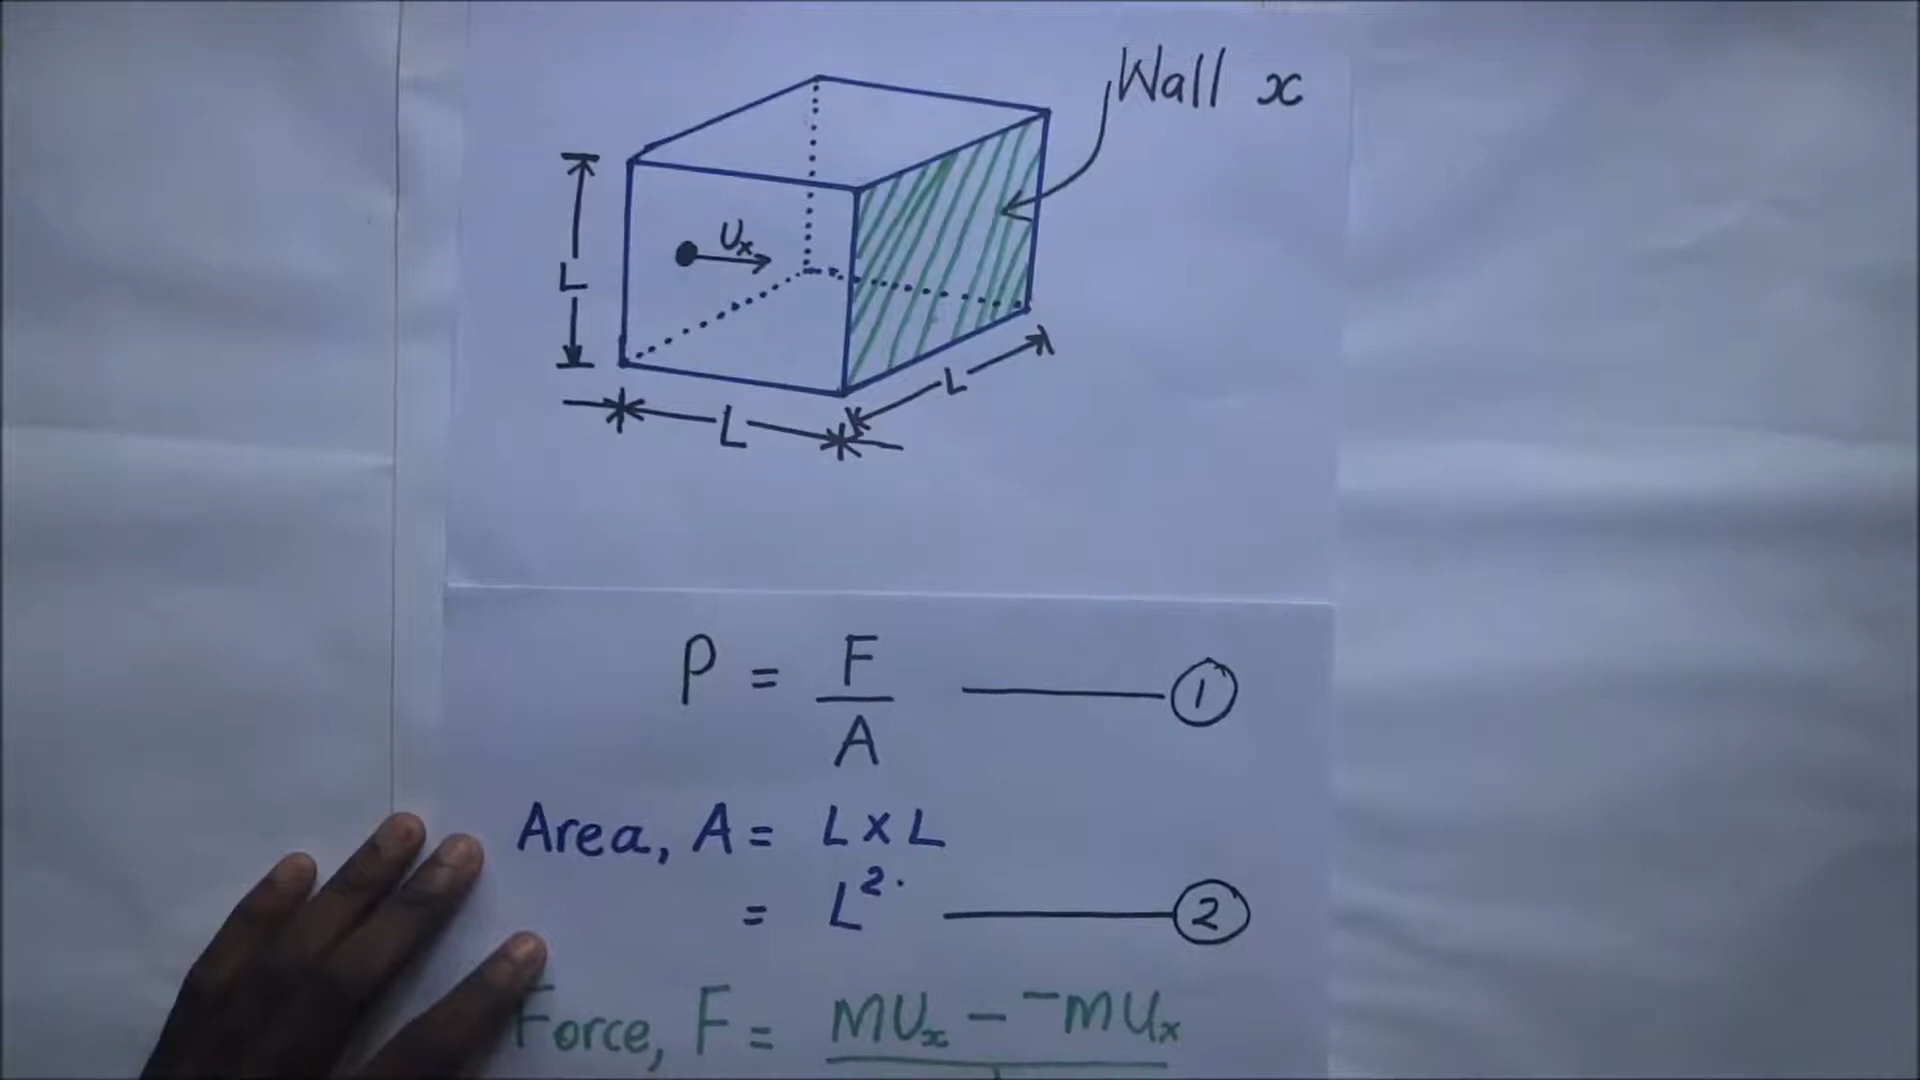 Wall x
Ux
L
L
L
P = F/A ——— 1
Area, A = L x L
= L². ——— 2
Force, F = MUx - ⁻MUx